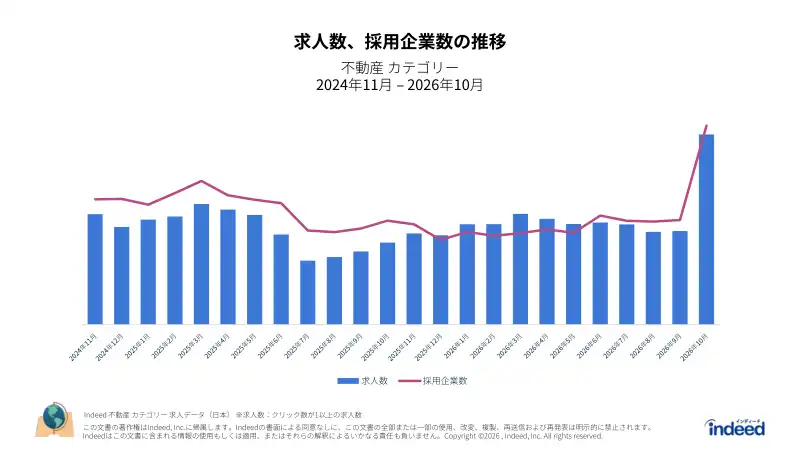 求人数、採用企業数の推移
不動産 カテゴリー
2024年11月 – 2026年10月
2024年11月
2024年12月
2025年1月
2025年2月
2025年3月
2025年4月
2025年5月
2025年6月
2025年7月
2025年8月
2025年9月
2025年10月
2025年11月
2025年12月
2026年1月
2026年2月
2026年3月
2026年4月
2026年5月
2026年6月
2026年7月
2026年8月
2026年9月
2026年10月
求人数 採用企業数
Indeed 不動産 カテゴリー 求人データ（日本） ※求人数：クリック数が1以上の求人数
この文書の著作権はIndeed, Inc.に帰属します。Indeedの書面による同意なしに、この文書の全部または一部の使用、改変、複製、再送信および再発表は明示的に禁止されます。
Indeedはこの文書に含まれる情報の使用もしくは適用、またはそれらの解釈によるいかなる責任も負いません。Copyright ©2026 , Indeed, Inc. All rights reserved.
インディード
indeed